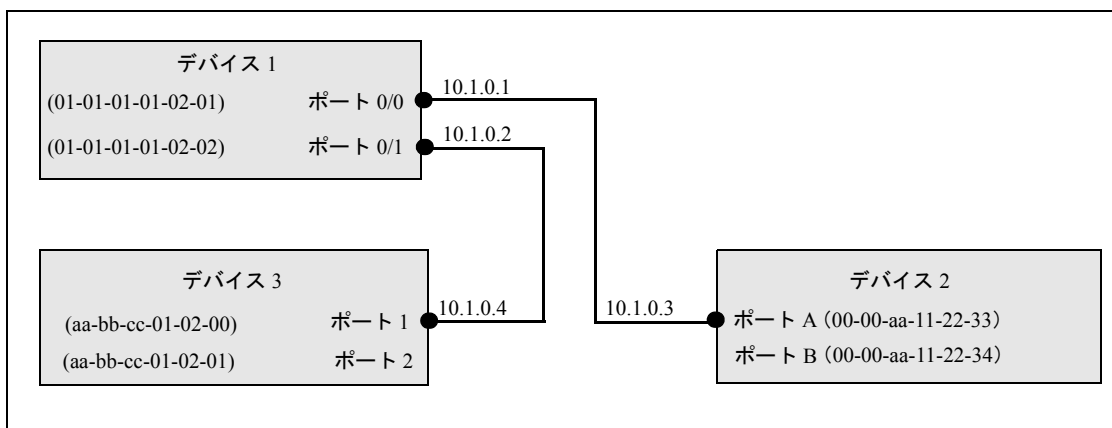 デバイス 1
(01-01-01-01-02-01) ポート 0/0
10.1.0.1
(01-01-01-01-02-02) ポート 0/1
10.1.0.2
デバイス 3
(aa-bb-cc-01-02-00) ポート 1
10.1.0.4
(aa-bb-cc-01-02-01) ポート 2
デバイス 2
10.1.0.3
ポート A（00-00-aa-11-22-33）
ポート B（00-00-aa-11-22-34）